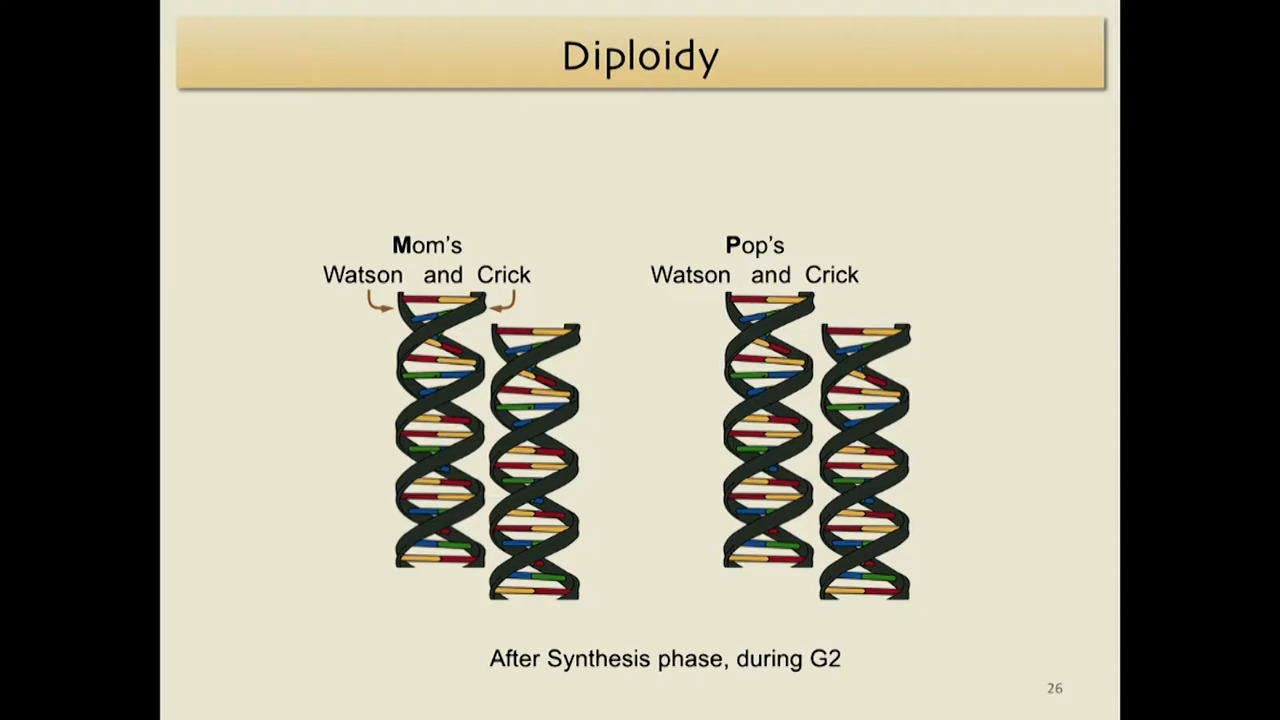 Diploidy
Mom's
Watson and Crick
Pop's
Watson and Crick
After Synthesis phase, during G2
26